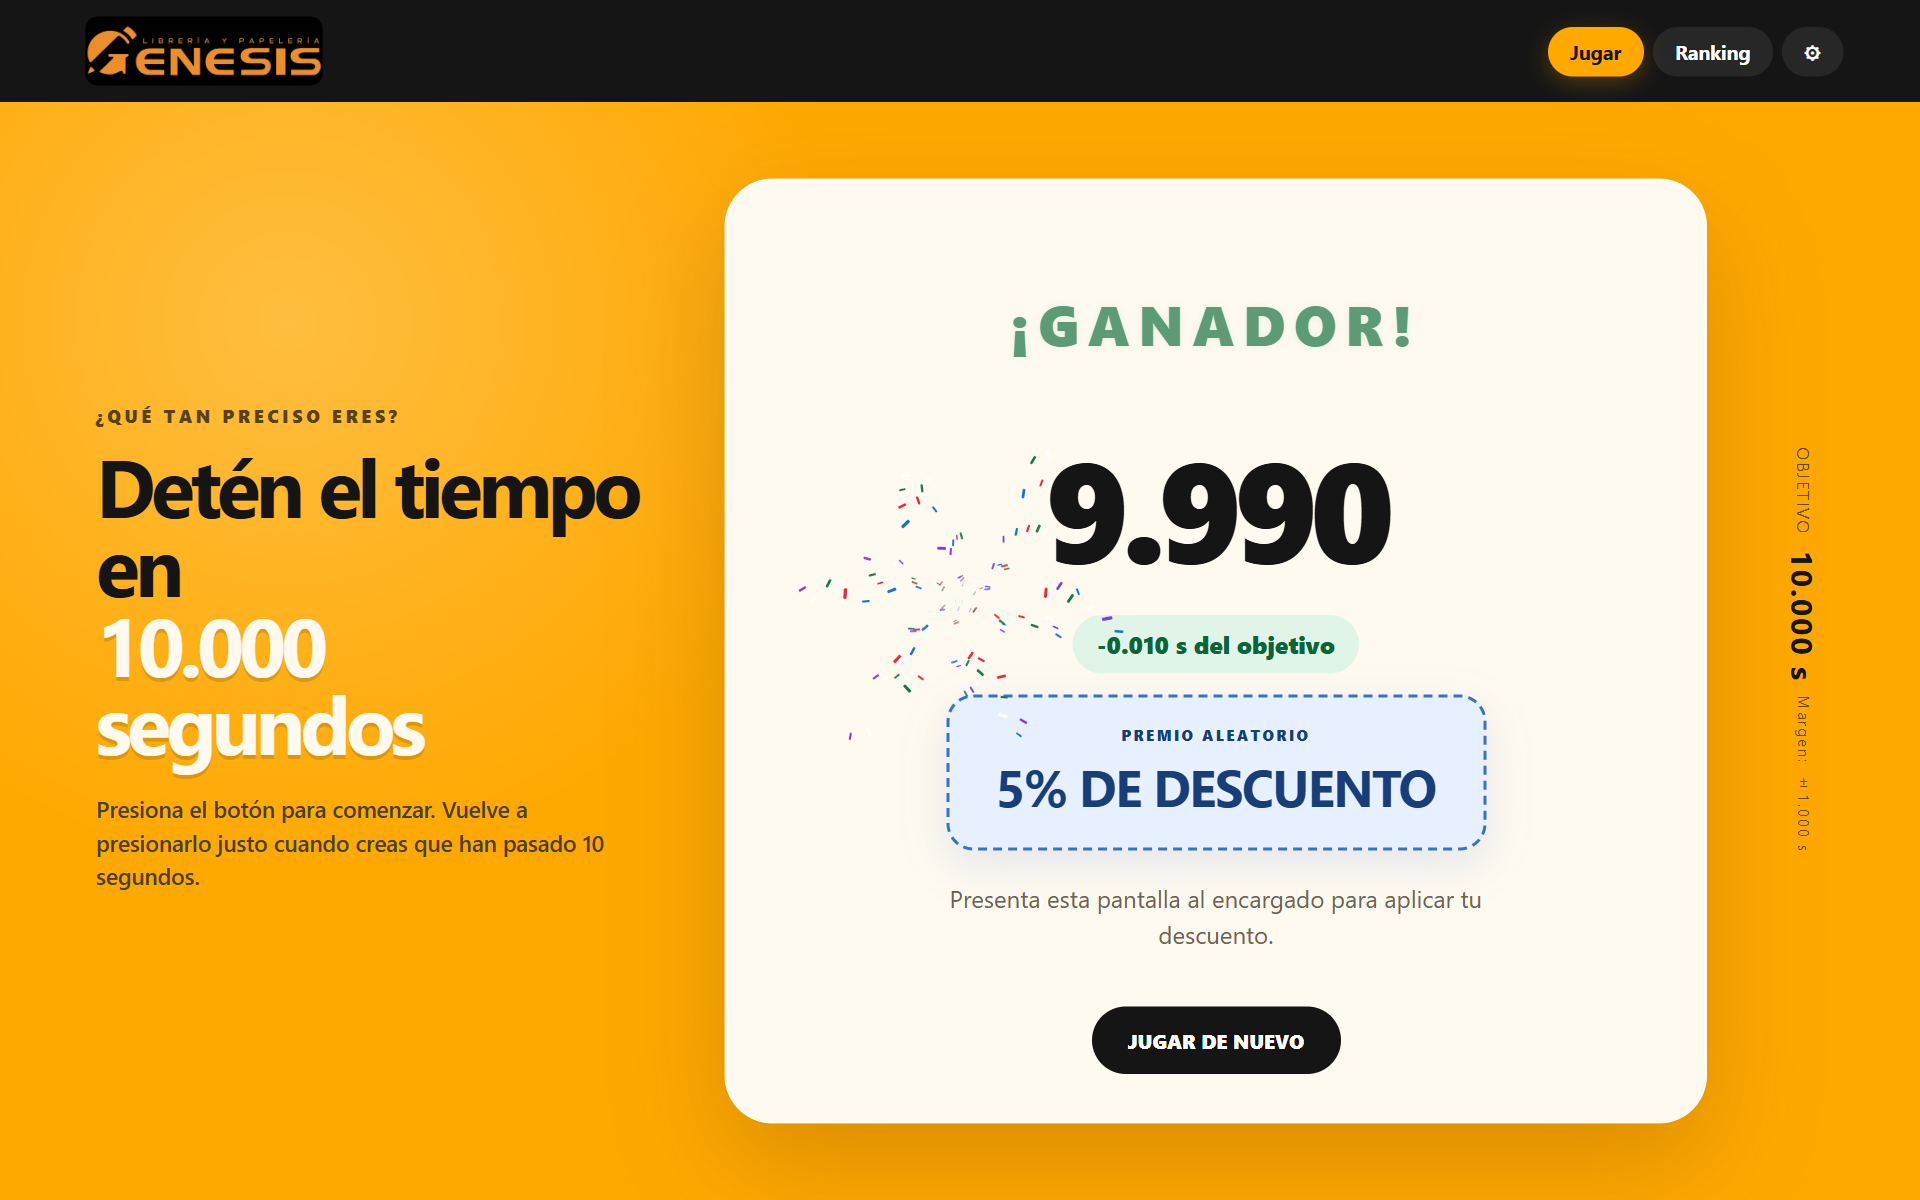 LIBRERÍA Y PAPELERÍA
GENESIS
Jugar
Ranking
¿QUÉ TAN PRECISO ERES?
Detén el tiempo
en
10.000
segundos
Presiona el botón para comenzar. Vuelve a
presionarlo justo cuando creas que han pasado 10
segundos.
¡GANADOR!
9.990
-0.010 s del objetivo
PREMIO ALEATORIO
5% DE DESCUENTO
Presenta esta pantalla al encargado para aplicar tu
descuento.
JUGAR DE NUEVO
OBJETIVO 10.000 s Margen: ±1.000 s